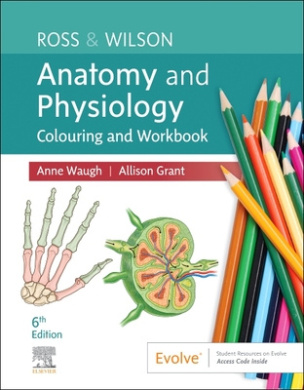 ROSS & WILSON
Anatomy and
Physiology
Colouring and Workbook
Anne Waugh | Allison Grant
6th
Edition
ELSEVIER
Evolve
Student Resources on Evolve
Access Code Inside